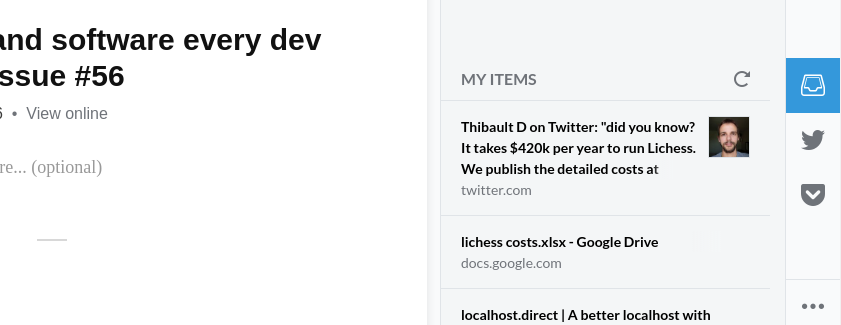 and software every dev
ssue #56
• View online
re... (optional)
MY ITEMS
Thibault D on Twitter: "did you know?
It takes $420k per year to run Lichess.
We publish the detailed costs at
twitter.com
lichess costs.xlsx - Google Drive
docs.google.com
localhost.direct | A better localhost with